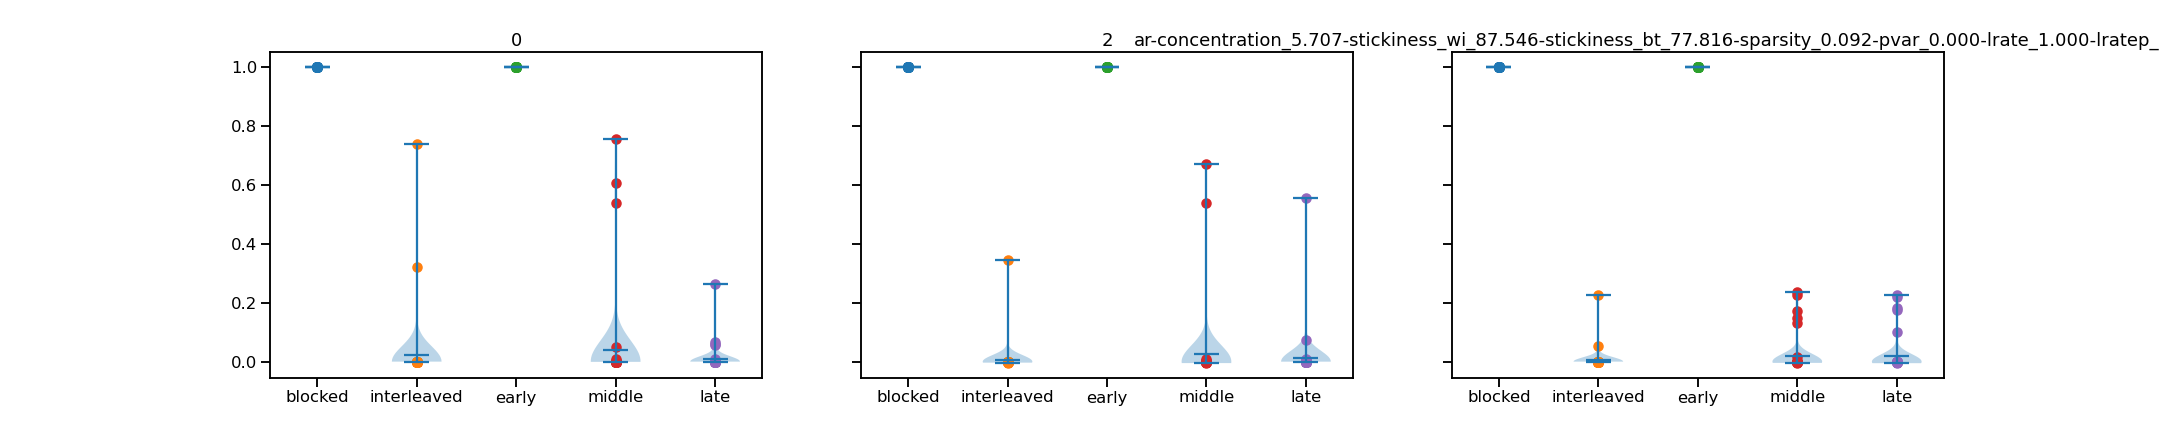 0
2
ar-concentration_5.707-stickiness_wi_87.546-stickiness_bt_77.816-sparsity_0.092-pvar_0.000-lrate_1.000-lratep_
1.0
0.8
0.6
0.4
0.2
0.0
blocked interleaved early middle late
blocked interleaved early middle late
blocked interleaved early middle late